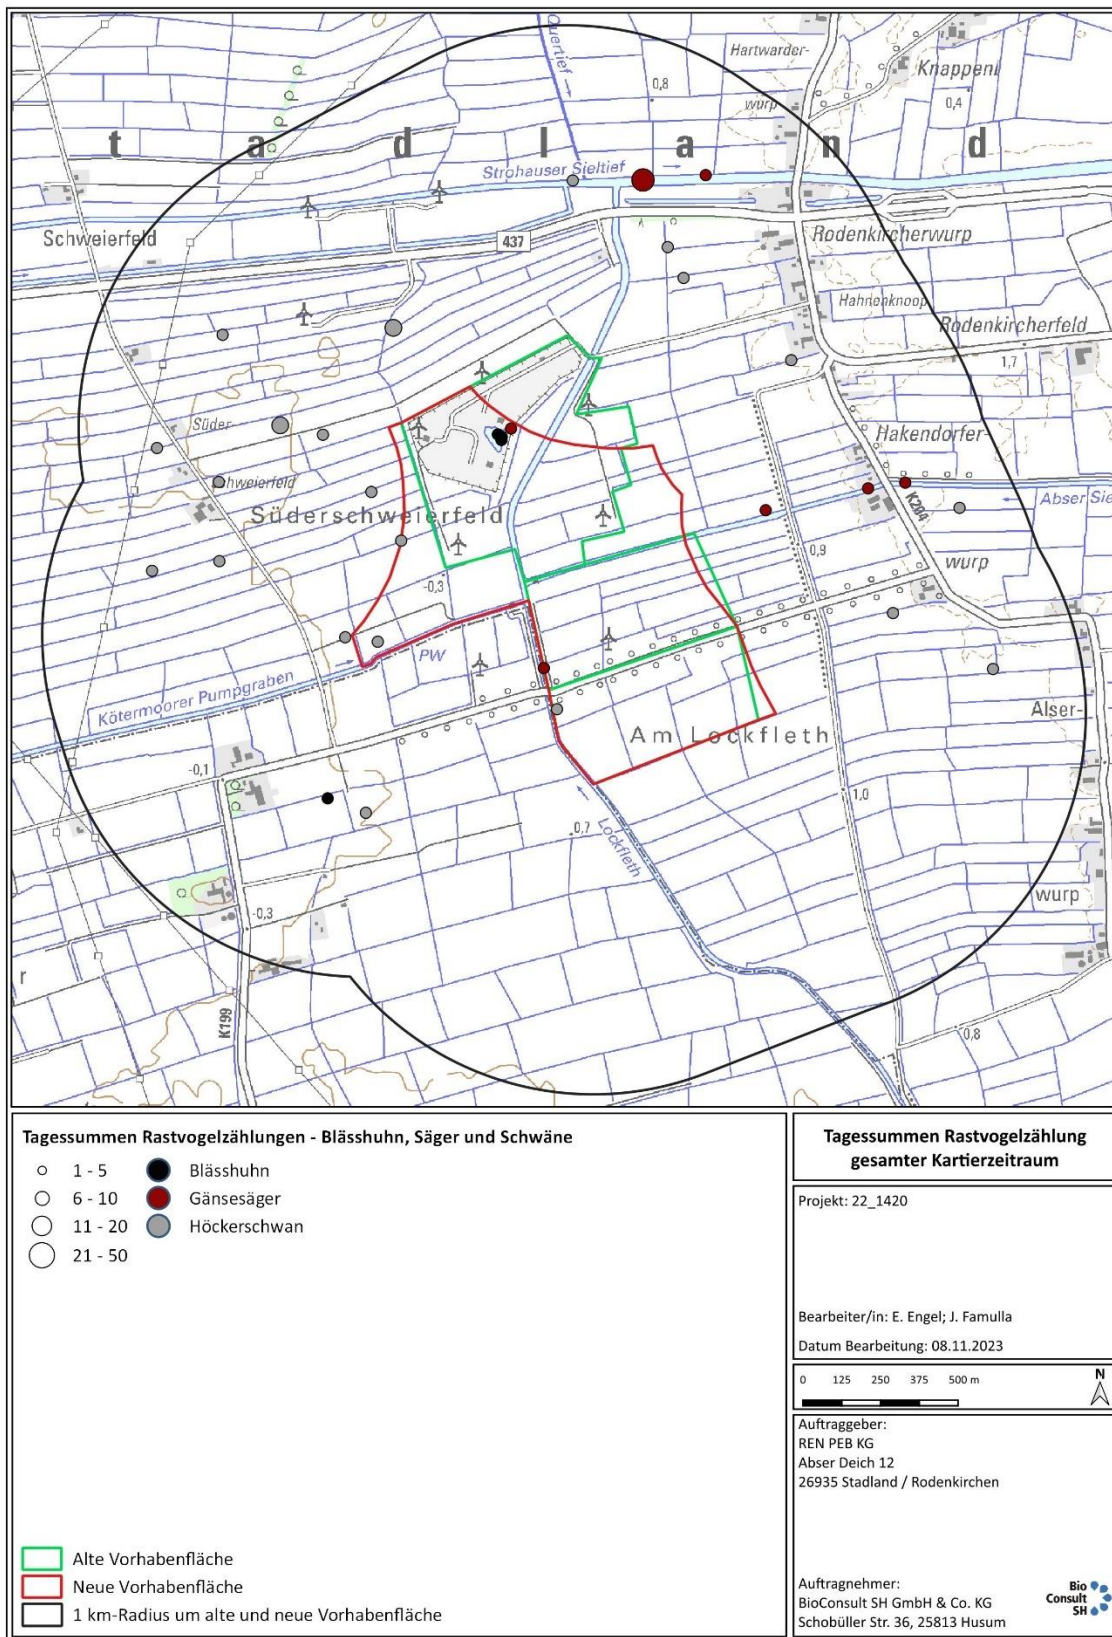 Hartwarder-
wurp
Knappenl
0,8
0,4
Quertief
t a d l a n d
Strohauser Sieltief
437
Schweierfeld
Rodenkircherwurp
Hahnenknoop
Rodenkircherfeld
1,7
Süder-
schweierfeld
Süderschweierfeld
Hakendorfer-
wurp
K204
Abser Sie
0,9
-0,3
PW
Kötermoorer Pumpgraben
Am Lockfleth
Alser-
wurp
-0,1
1,0
0,7
Lockfleth
-0,3
r
K199
0,8
Tagessummen Rastvogelzählungen - Blässhuhn, Säger und Schwäne
1 - 5
6 - 10
11 - 20
21 - 50
Blässhuhn
Gänsesäger
Höckerschwan
Alte Vorhabenfläche
Neue Vorhabenfläche
1 km-Radius um alte und neue Vorhabenfläche
Tagessummen Rastvogelzählung
gesamter Kartierzeitraum
Projekt: 22_1420
Bearbeiter/in: E. Engel; J. Famulla
Datum Bearbeitung: 08.11.2023
0 125 250 375 500 m
N
Auftraggeber:
REN PEB KG
Abser Deich 12
26935 Stadland / Rodenkirchen
Auftragnehmer:
BioConsult SH GmbH & Co. KG
Schobüller Str. 36, 25813 Husum
Bio
Consult
SH